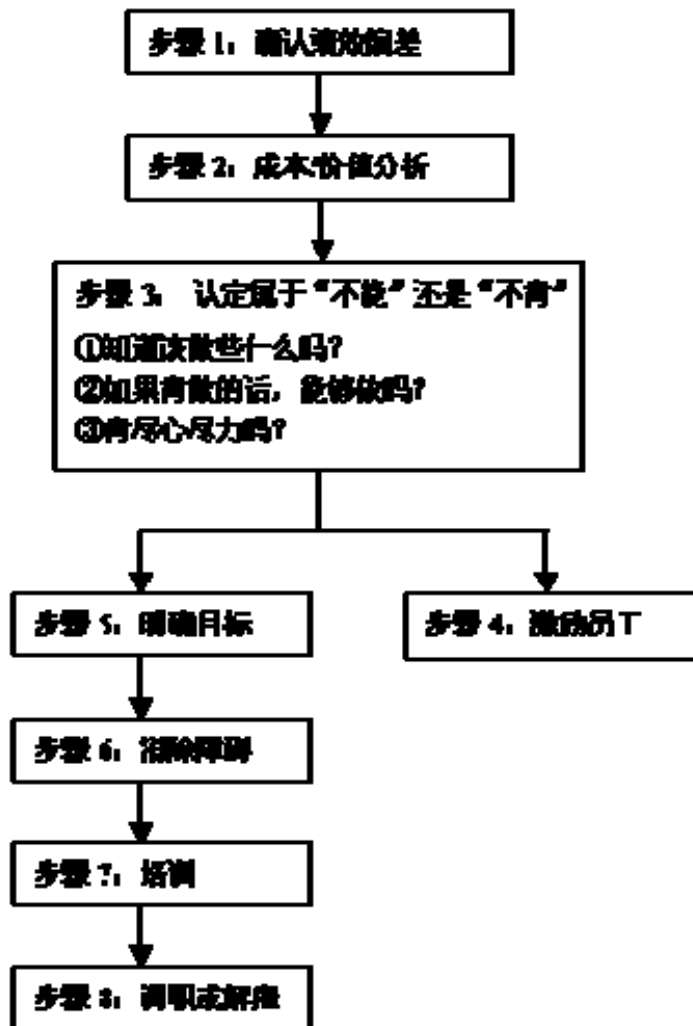 步骤 1：确认绩效偏差
步骤 2：成本/价值分析
步骤 3： 认定属于“不能”还是“不肯”
①知道该做些什么吗？
②如果肯做的话，能够做吗？
③肯尽心尽力吗？
步骤 5：明确目标
步骤 4：激励员工
步骤 6：消除障碍
步骤 7：培训
步骤 8：调职或解雇